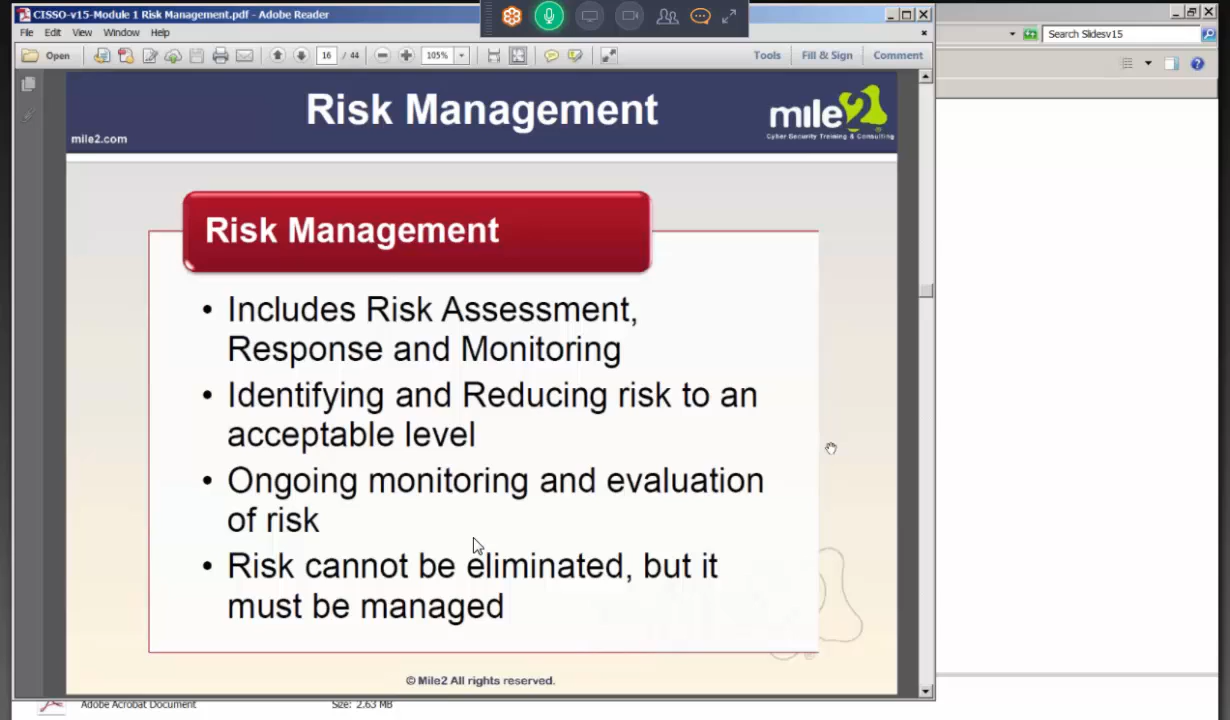 CISSO-v15-Module 1 Risk Management.pdf - Adobe Reader
File Edit View Window Help
Search Slidesv15
Open 16 / 44 105% Tools Fill & Sign Comment
Risk Management
mile2
Cyber Security Training & Consulting
mile2.com
Risk Management
• Includes Risk Assessment,
Response and Monitoring
• Identifying and Reducing risk to an
acceptable level
• Ongoing monitoring and evaluation
of risk
• Risk cannot be eliminated, but it
must be managed
© Mile2 All rights reserved.
Adobe Acrobat Document Size: 2.63 MB